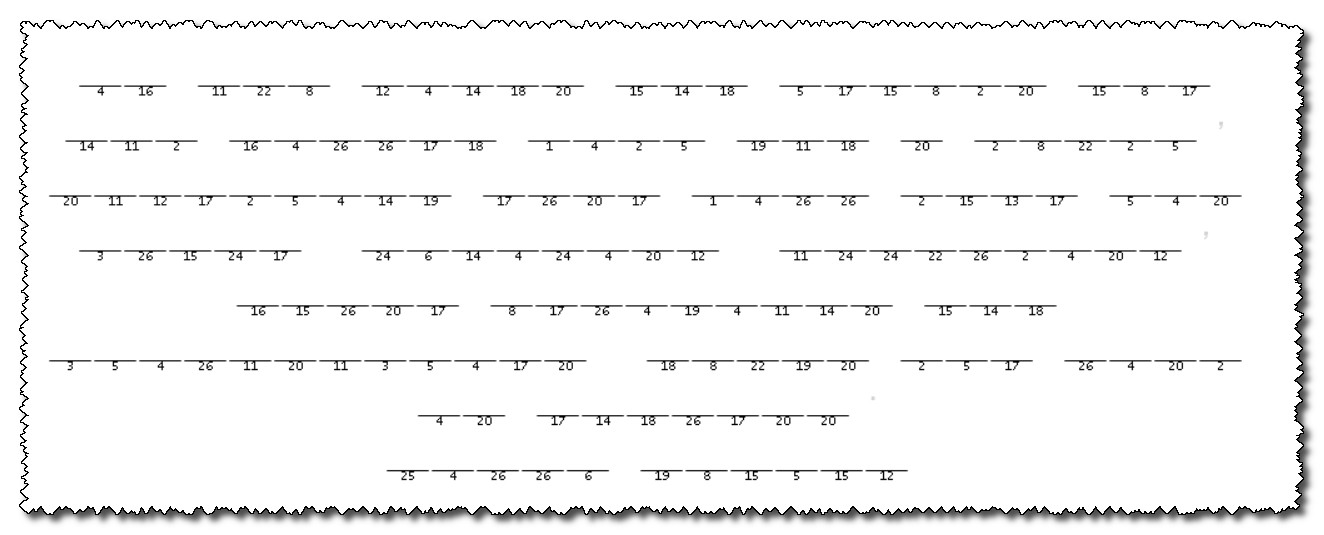 4 16 11 22 8 12 4 14 18 20 15 14 18 5 17 15 8 2 20 15 8 17
14 11 2 16 4 26 26 17 18 1 4 2 5 19 11 18 20 2 8 22 2 5 ,
20 11 12 17 2 5 4 14 19 17 26 20 17 1 4 26 26 2 15 13 17 5 4 20
3 26 15 24 17 24 6 14 4 24 4 20 12 11 24 24 22 26 2 4 20 12 ,
16 15 26 20 17 8 17 26 4 19 4 11 14 20 15 14 18
3 5 4 26 11 20 11 3 5 4 17 20 18 8 22 19 20 2 5 17 26 4 20 2
4 20 17 14 18 26 17 20 20 .
25 4 26 26 6 19 8 15 5 15 12